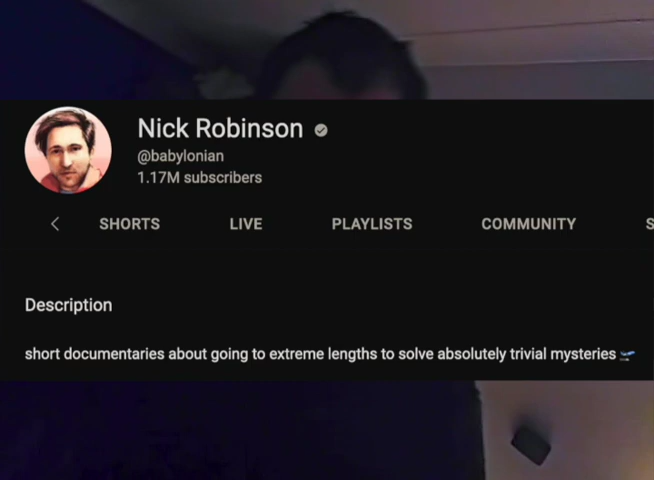 Nick Robinson
@babylonian
1.17M subscribers
SHORTS LIVE PLAYLISTS COMMUNITY S
Description
short documentaries about going to extreme lengths to solve absolutely trivial mysteries